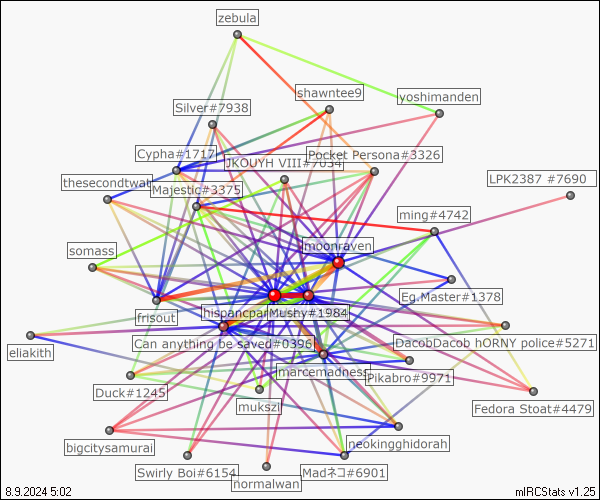 zebula
shawntee9
yoshimanden
Silver#7938
Cypha#1717
JKOUYH VIII#7034
Pocket Persona#3326
LPK2387 #7690
thesecondtwat
Majestic#3375
ming#4742
moonraven
somass
Eg.Master#1378
frisout
hispancpar
Mushy#1984
eliakith
Can anything be saved#0396
DacobDacob hORNY police#5271
marcemadness
Pikabro#9971
Duck#1245
mukszil
Fedora Stoat#4479
bigcitysamurai
neokingghidorah
Swirly Boi#6154
normalwan
Madネコ#6901
8.9.2024 5:02
mIRCStats v1.25